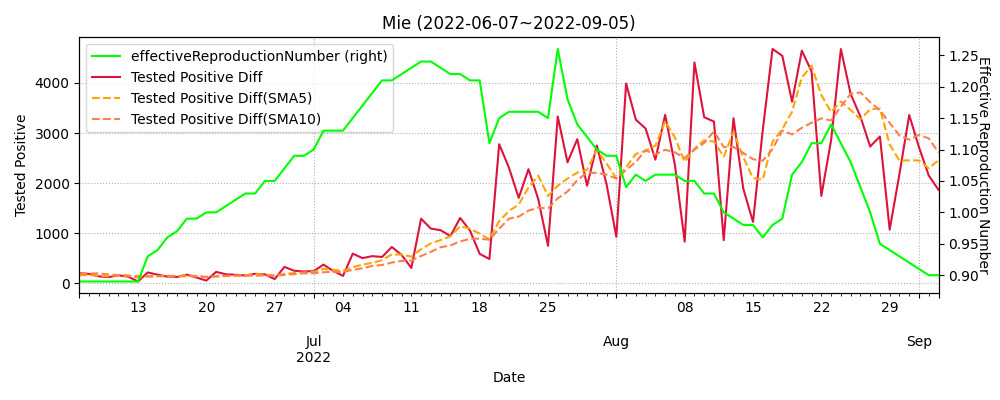 Mie (2022-06-07~2022-09-05)
effectiveReproductionNumber (right)
Tested Positive Diff
Tested Positive Diff(SMA5)
Tested Positive Diff(SMA10)
Tested Positive
4000
3000
2000
1000
0
1.25
1.20
1.15
1.10
1.05
1.00
0.95
0.90
Effective Reproduction Number
13 20 27 04 11 18 25 08 15 22 29
Jul Aug Sep
2022
Date